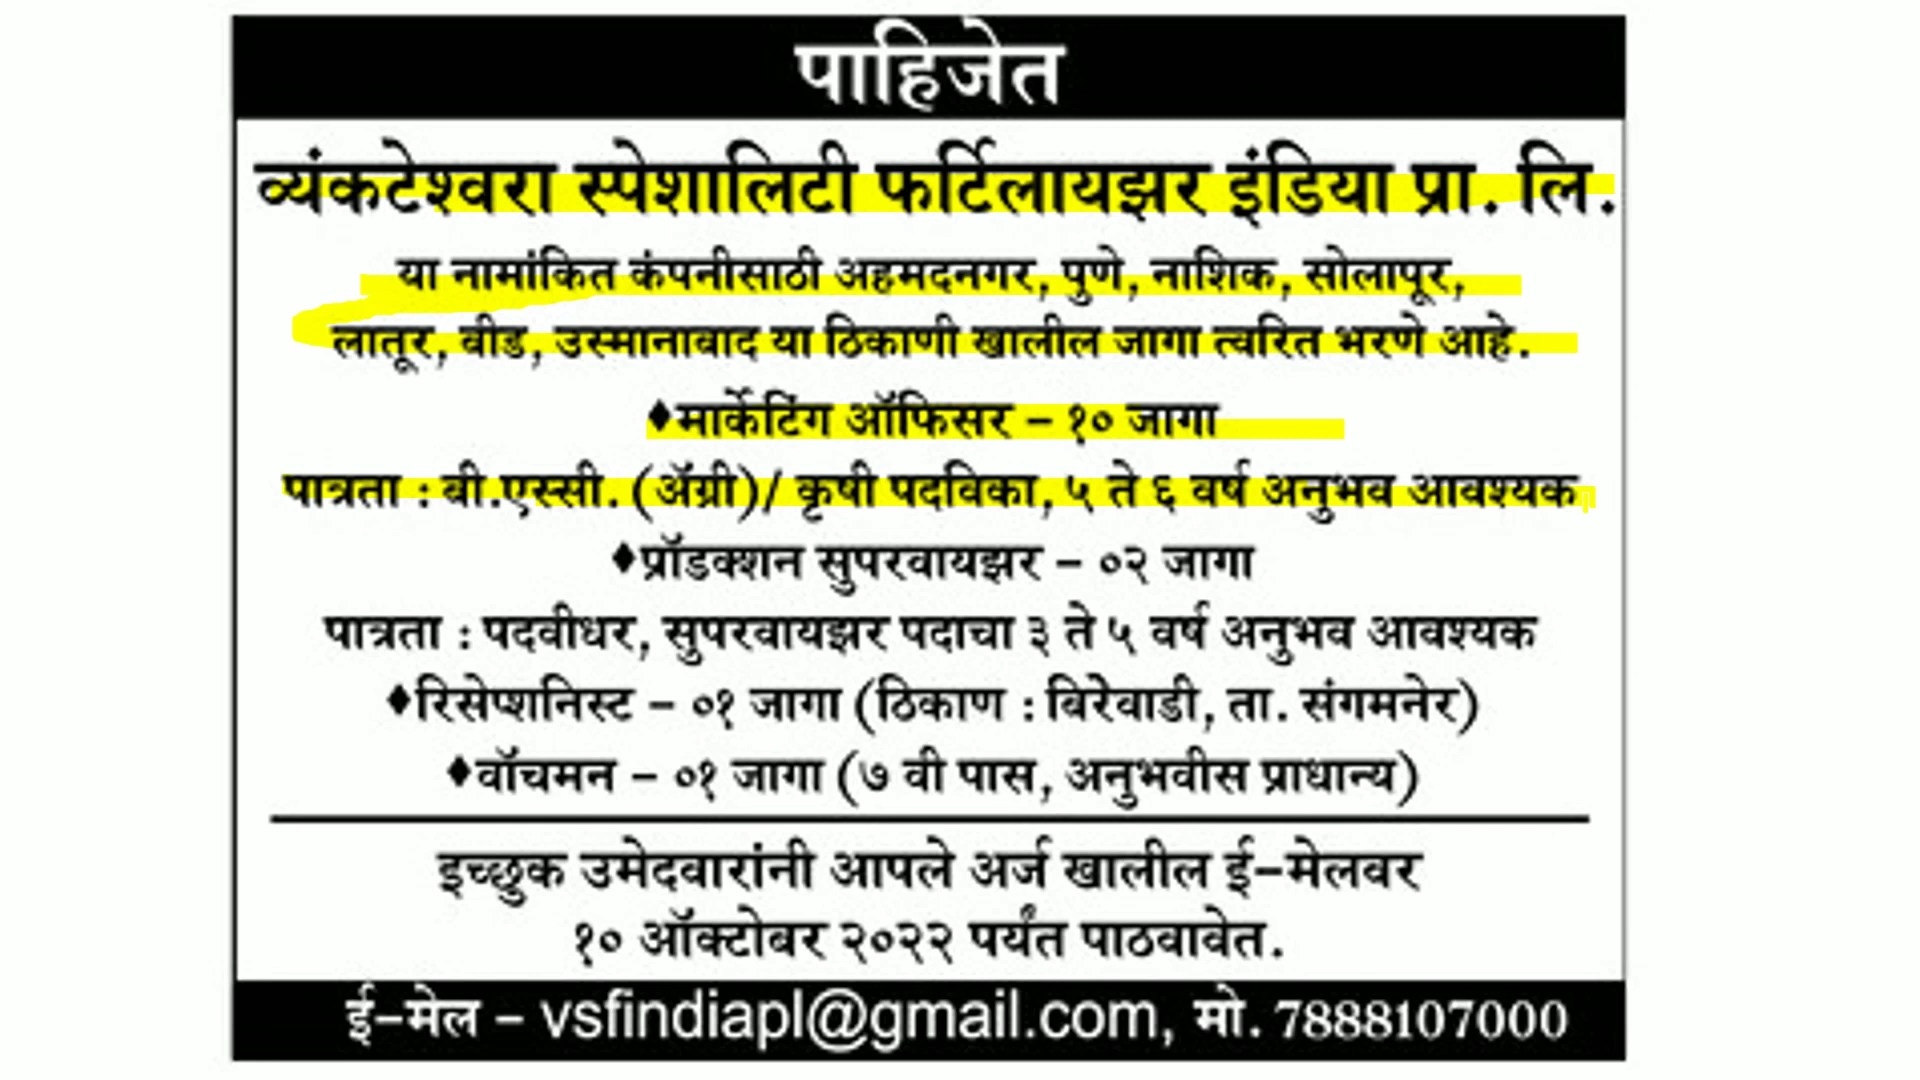 पाहिजेत
व्यंकटेश्वरा स्पेशालिटी फर्टिलायझर इंडिया प्रा. लि.
या नामांकित कंपनीसाठी अहमदनगर, पुणे, नाशिक, सोलापूर,
लातूर, बीड, उस्मानाबाद या ठिकाणी खालील जागा त्वरित भरणे आहे.
♦मार्केटिंग ऑफिसर – १० जागा
पात्रता : बी.एस्सी. (ॲग्री)/ कृषी पदविका, ५ ते ६ वर्ष अनुभव आवश्यक
♦प्रॉडक्शन सुपरवायझर – ०२ जागा
पात्रता : पदवीधर, सुपरवायझर पदाचा ३ ते ५ वर्ष अनुभव आवश्यक
♦रिसेप्शनिस्ट – ०१ जागा (ठिकाण : बिरेवाडी, ता. संगमनेर)
♦वॉचमन – ०१ जागा (७ वी पास, अनुभवीस प्राधान्य)
इच्छुक उमेदवारांनी आपले अर्ज खालील ई-मेलवर
१० ऑक्टोबर २०२२ पर्यंत पाठवावेत.
ई-मेल – vsfindiapl@gmail.com, मो. 7888107000